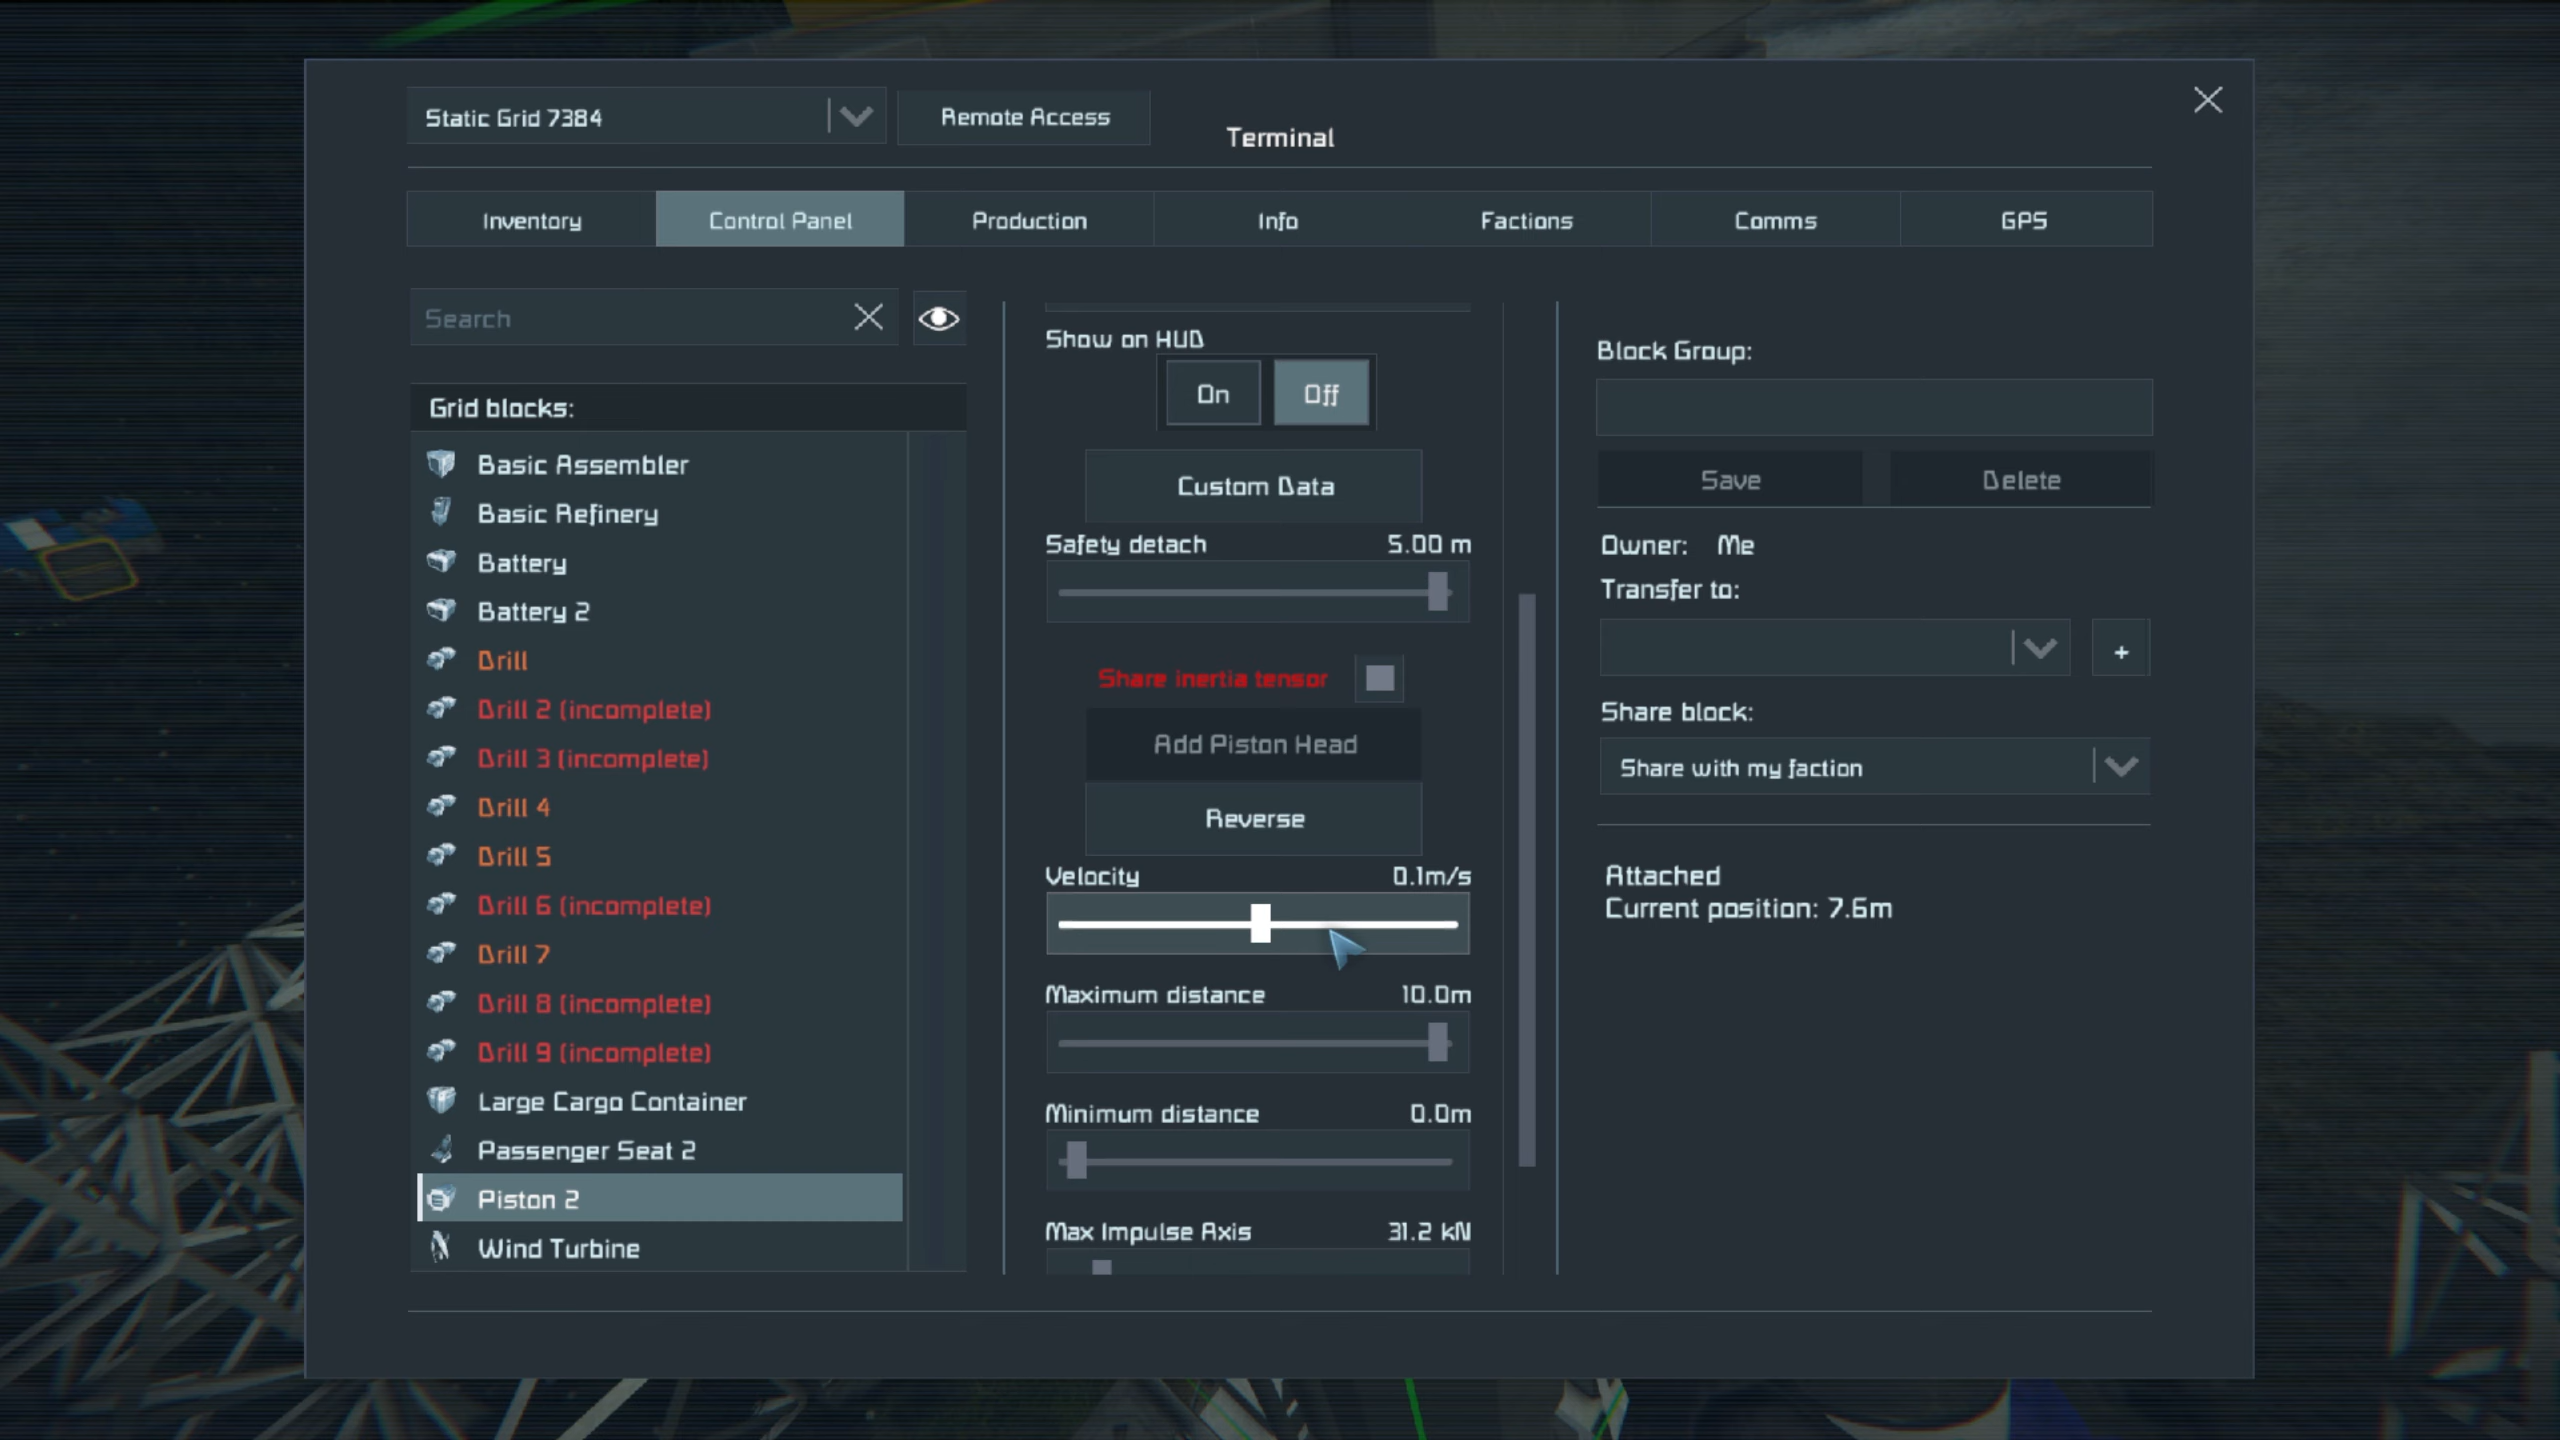 Static Grid 7384
Remote Access
Terminal
Inventory
Control Panel
Production
Info
Factions
Comms
GPS
Search
Grid blocks:
Basic Assembler
Basic Refinery
Battery
Battery 2
Drill
Drill 2 (incomplete)
Drill 3 (incomplete)
Drill 4
Drill 5
Drill 6 (incomplete)
Drill 7
Drill 8 (incomplete)
Drill 9 (incomplete)
Large Cargo Container
Passenger Seat 2
Piston 2
Wind Turbine
Show on HUD
On
Off
Custom Data
Safety detach 5.00 m
Share inertia tensor
Add Piston Head
Reverse
Velocity 0.1m/s
Maximum distance 10.0m
Minimum distance 0.0m
Max Impulse Axis 31.2 kN
Block Group:
Save
Delete
Owner: Me
Transfer to:
+
Share block:
Share with my faction
Attached
Current position: 7.6m